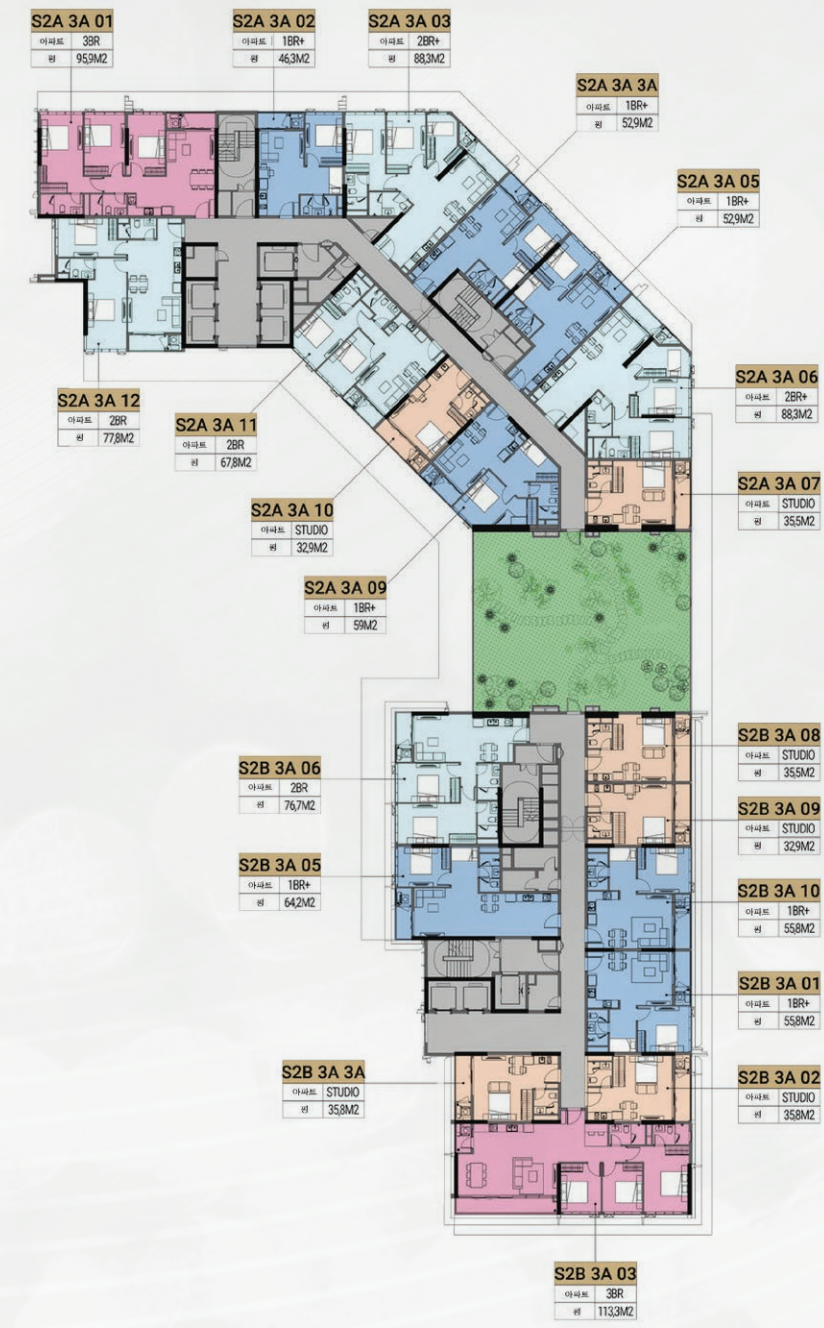 S2A 3A 01
아파트 3BR
평 95,9M2
S2A 3A 02
아파트 1BR+
평 46,3M2
S2A 3A 03
아파트 2BR+
평 88,3M2
S2A 3A 3A
아파트 1BR+
평 52,9M2
S2A 3A 05
아파트 1BR+
평 52,9M2
S2A 3A 06
아파트 2BR+
평 88,3M2
S2A 3A 12
아파트 2BR
평 77,8M2
S2A 3A 11
아파트 2BR
평 67,8M2
S2A 3A 07
아파트 STUDIO
평 35,5M2
S2A 3A 10
아파트 STUDIO
평 32,9M2
S2A 3A 09
아파트 1BR+
평 59M2
S2B 3A 08
아파트 STUDIO
평 35,5M2
S2B 3A 06
아파트 2BR
평 76,7M2
S2B 3A 09
아파트 STUDIO
평 32,9M2
S2B 3A 05
아파트 1BR+
평 64,2M2
S2B 3A 10
아파트 1BR+
평 55,8M2
S2B 3A 01
아파트 1BR+
평 55,8M2
S2B 3A 3A
아파트 STUDIO
평 35,8M2
S2B 3A 02
아파트 STUDIO
평 35,8M2
S2B 3A 03
아파트 3BR
평 113,3M2